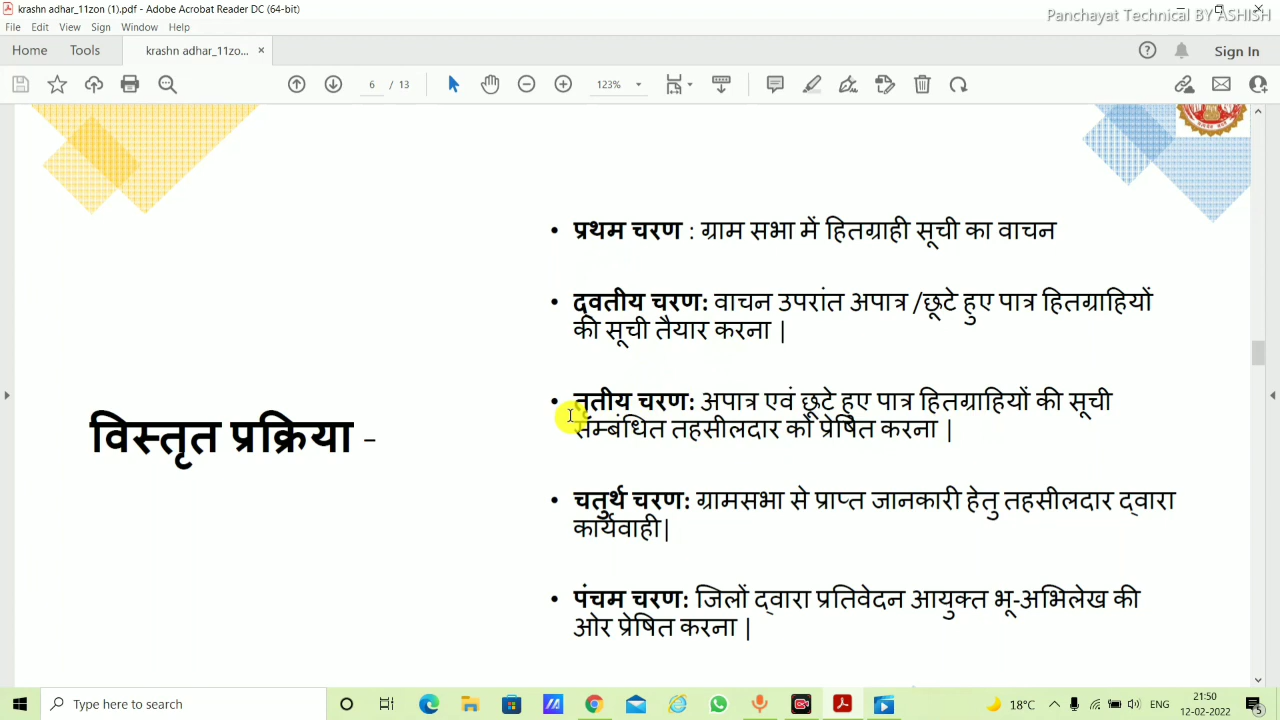 krashn adhar_11zon (1).pdf - Adobe Acrobat Reader DC (64-bit)
Panchayat Technical BY ASHISH
File Edit View Sign Window Help
Home Tools krashn adhar_11zo... ×
Sign In
6 / 13 123%
प्रथम चरण : ग्राम सभा में हितग्राही सूची का वाचन
द्वतीय चरण: वाचन उपरांत अपात्र /छूटे हुए पात्र हितग्राहियों
की सूची तैयार करना |
तृतीय चरण: अपात्र एवं छूटे हुए पात्र हितग्राहियों की सूची
सम्बंधित तहसीलदार को प्रेषित करना |
विस्तृत प्रक्रिया -
चतुर्थ चरण: ग्रामसभा से प्राप्त जानकारी हेतु तहसीलदार द्वारा
कार्यवाही|
पंचम चरण: जिलों द्वारा प्रतिवेदन आयुक्त भू-अभिलेख की
ओर प्रेषित करना |
Type here to search
18°C ENG 21:50
12-02-2022 5